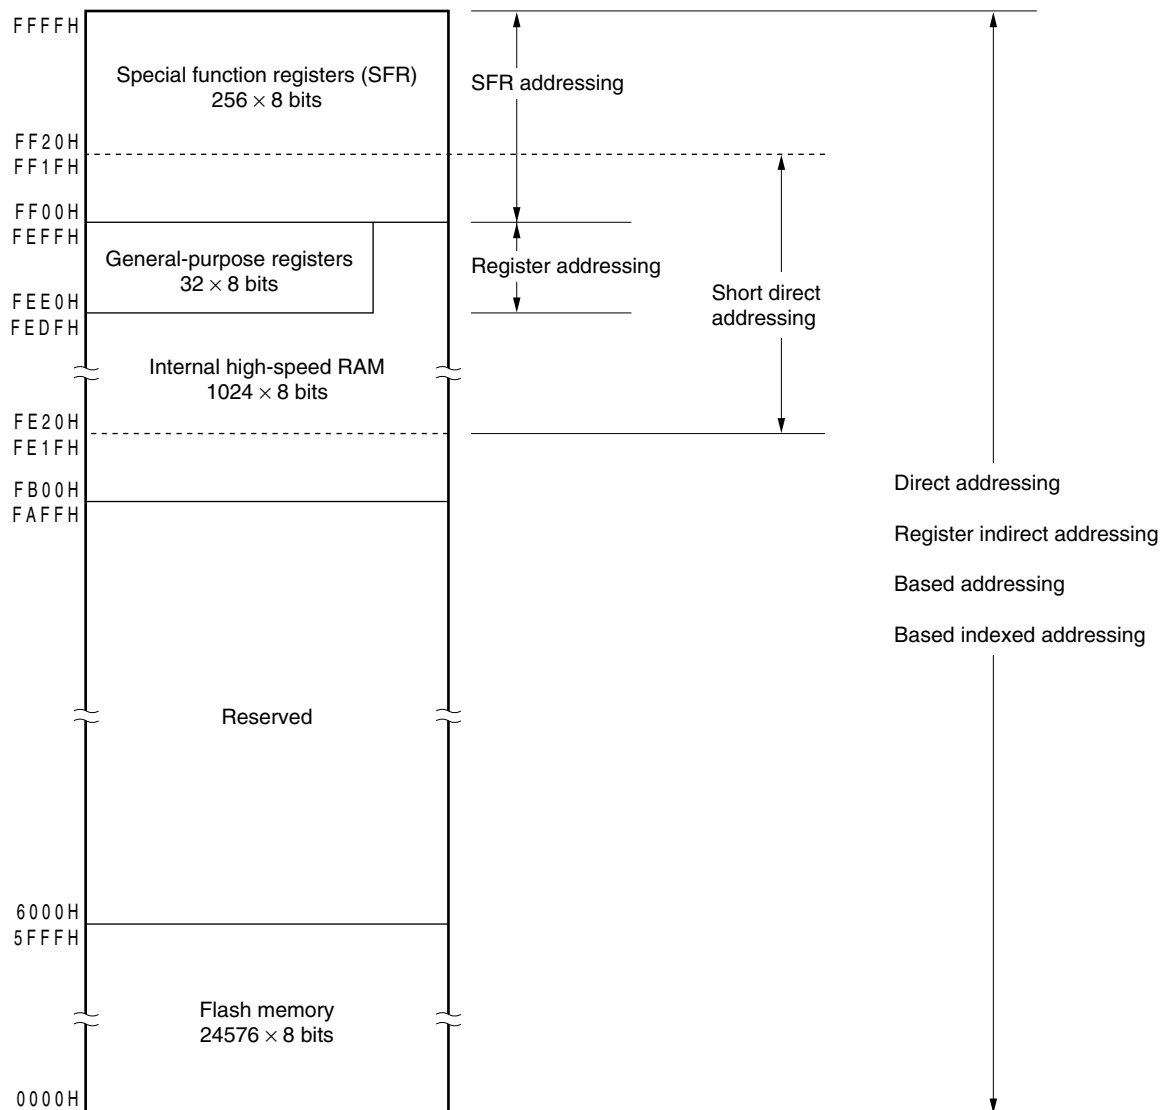 FFFFH
Special function registers (SFR)
256 × 8 bits
SFR addressing
FF20H
FF1FH
FF00H
FEFFH
General-purpose registers
32 × 8 bits
Register addressing
Short direct
addressing
FEE0H
FEDFH
Internal high-speed RAM
1024 × 8 bits
FE20H
FE1FH
FB00H
FAFFH
Direct addressing
Register indirect addressing
Based addressing
Based indexed addressing
Reserved
6000H
5FFFH
Flash memory
24576 × 8 bits
0000H